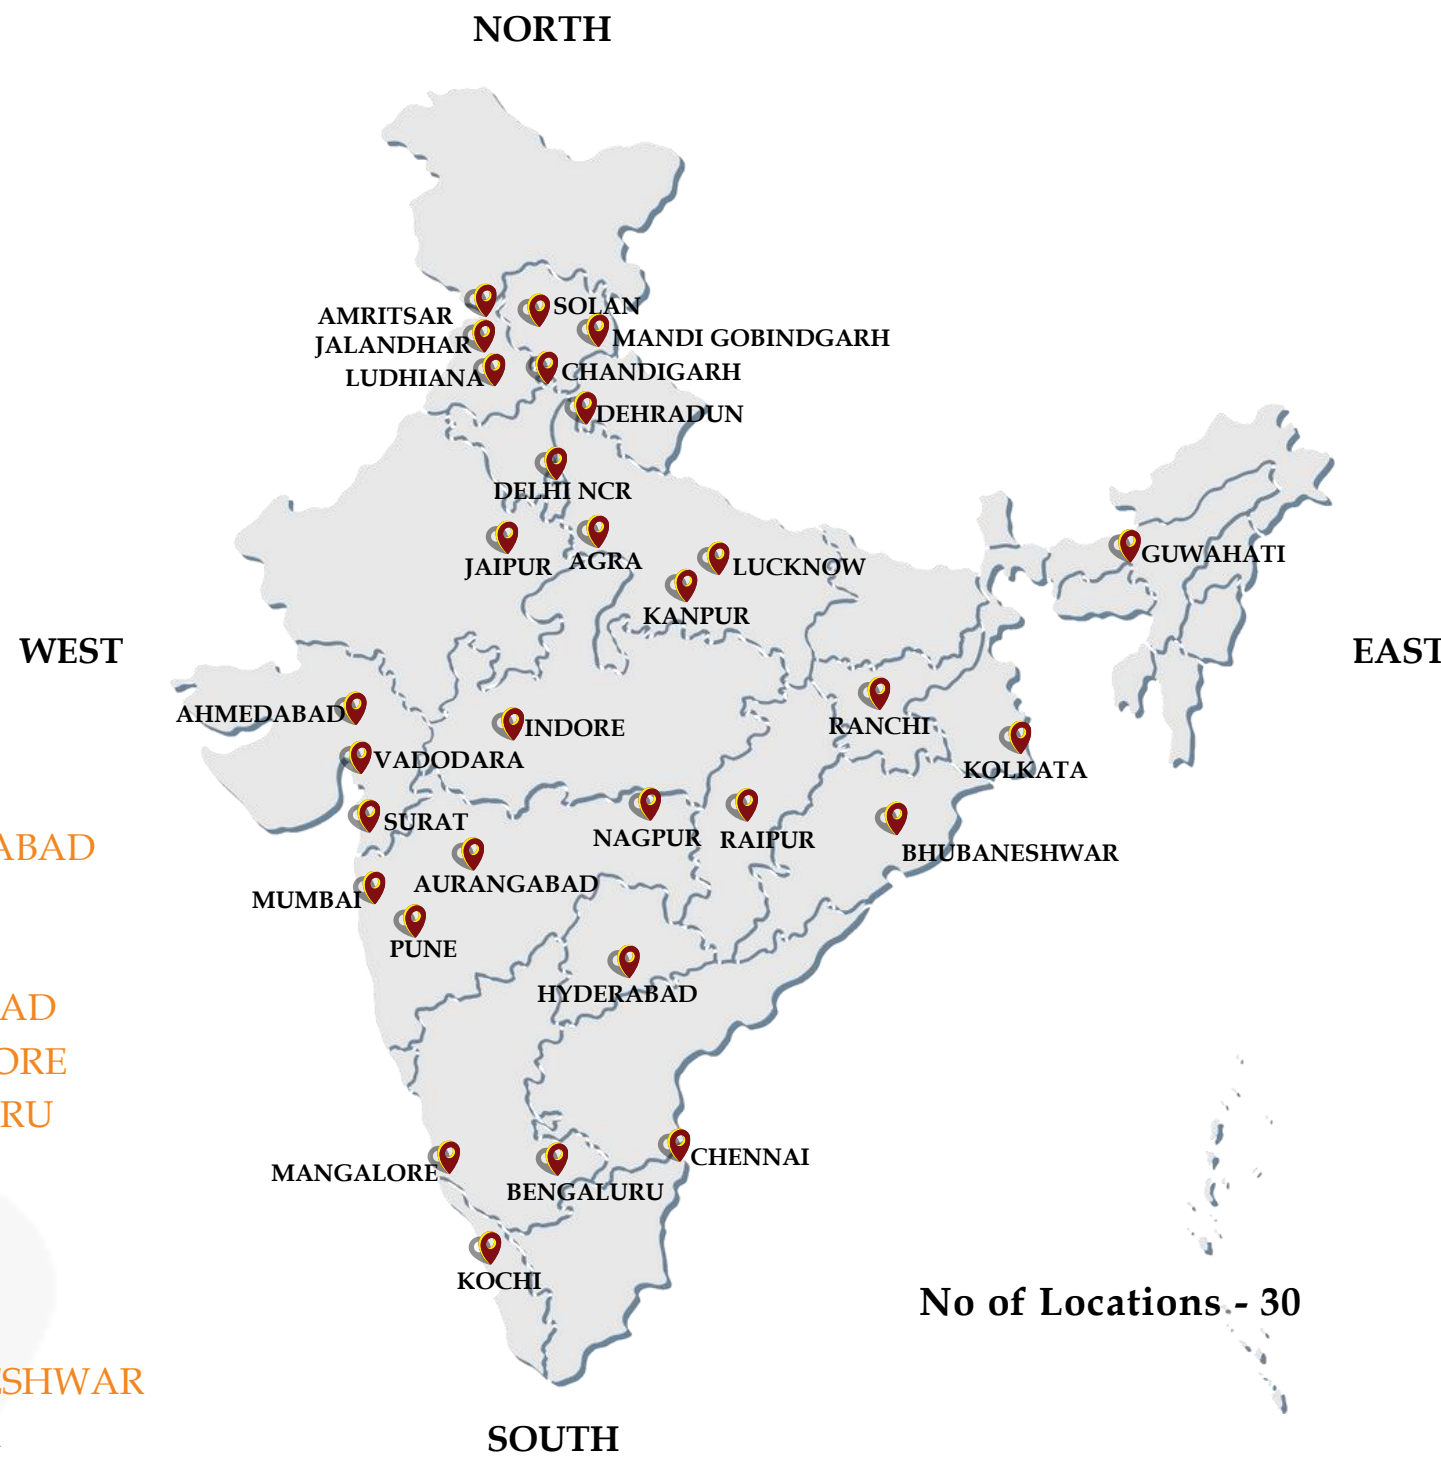 NORTH
AMRITSAR
SOLAN
JALANDHAR
MANDI GOBINDGARH
LUDHIANA
CHANDIGARH
DEHRADUN
DELHI NCR
JAIPUR
AGRA
LUCKNOW
GUWAHATI
KANPUR
WEST
EAST
AHMEDABAD
INDORE
RANCHI
VADODARA
KOLKATA
SURAT
NAGPUR
RAIPUR
BHUBANESHWAR
ABAD
AURANGABAD
MUMBAI
PUNE
HYDERABAD
AD
ORE
RU
MANGALORE
BENGALURU
CHENNAI
KOCHI
No of Locations - 30
ESHWAR
SOUTH